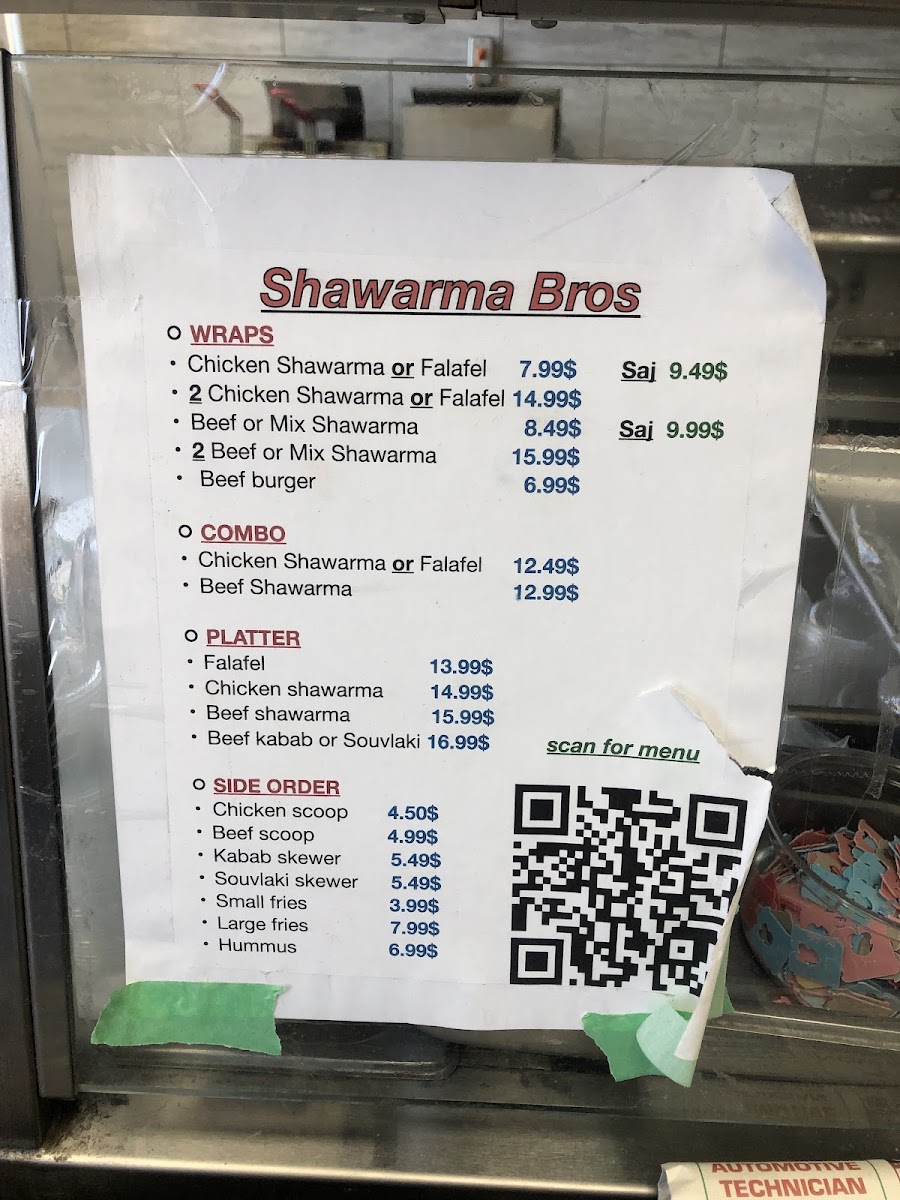 Shawarma Bros
WRAPS
• Chicken Shawarma or Falafel 7.99$ Saj 9.49$
• 2 Chicken Shawarma or Falafel 14.99$
• Beef or Mix Shawarma 8.49$ Saj 9.99$
• 2 Beef or Mix Shawarma 15.99$
• Beef burger 6.99$
COMBO
• Chicken Shawarma or Falafel 12.49$
• Beef Shawarma 12.99$
PLATTER
• Falafel 13.99$
• Chicken shawarma 14.99$
• Beef shawarma 15.99$
• Beef kabab or Souvlaki 16.99$
scan for menu
SIDE ORDER
• Chicken scoop 4.50$
• Beef scoop 4.99$
• Kabab skewer 5.49$
• Souvlaki skewer 5.49$
• Small fries 3.99$
• Large fries 7.99$
• Hummus 6.99$
AUTOMOTIVE
TECHNICIAN